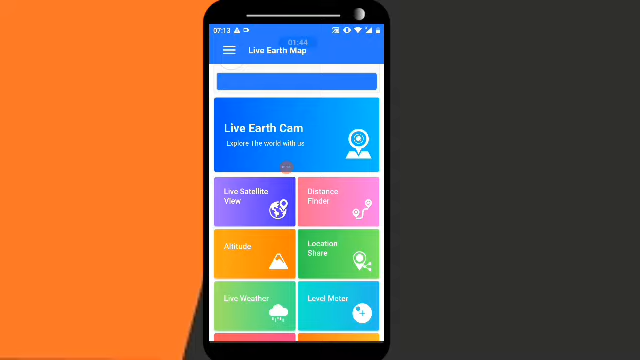 07:13
01:44
Live Earth Map
Live Earth Cam
Explore The world with us
Live Satellite
View
Distance
Finder
Altitude
Location
Share
Live Weather
Level Meter